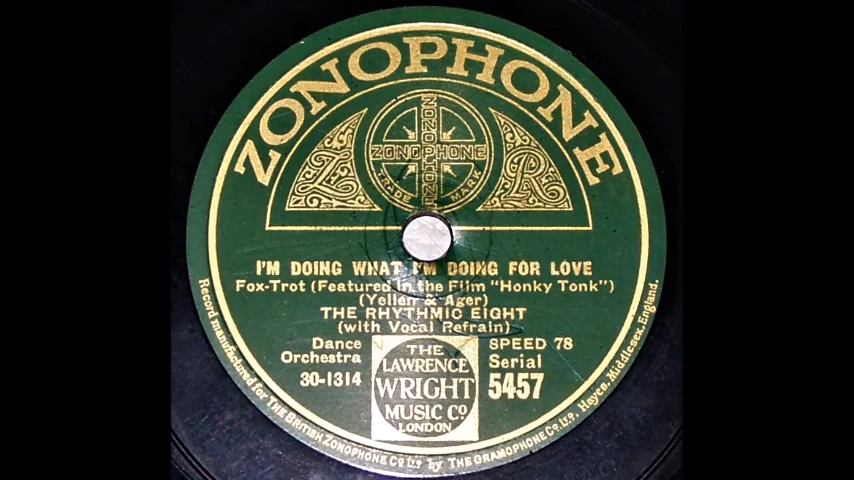 ZONOPHONE
ZONOPHONE
ZONOPHONE
TRADE MARK
Z R
I'M DOING WHAT I'M DOING FOR LOVE
Fox-Trot (Featured in the Film "Honky Tonk")
(Yellen & Ager)
THE RHYTHMIC EIGHT
(with Vocal Refrain)
Dance Orchestra
30-1314
THE
LAWRENCE
WRIGHT
MUSIC Co
LONDON
SPEED 78
Serial
5457
Record manufactured for THE BRITISH ZONOPHONE Co LTD by THE GRAMOPHONE Co. LTD. Hayes, Middlesex, England.